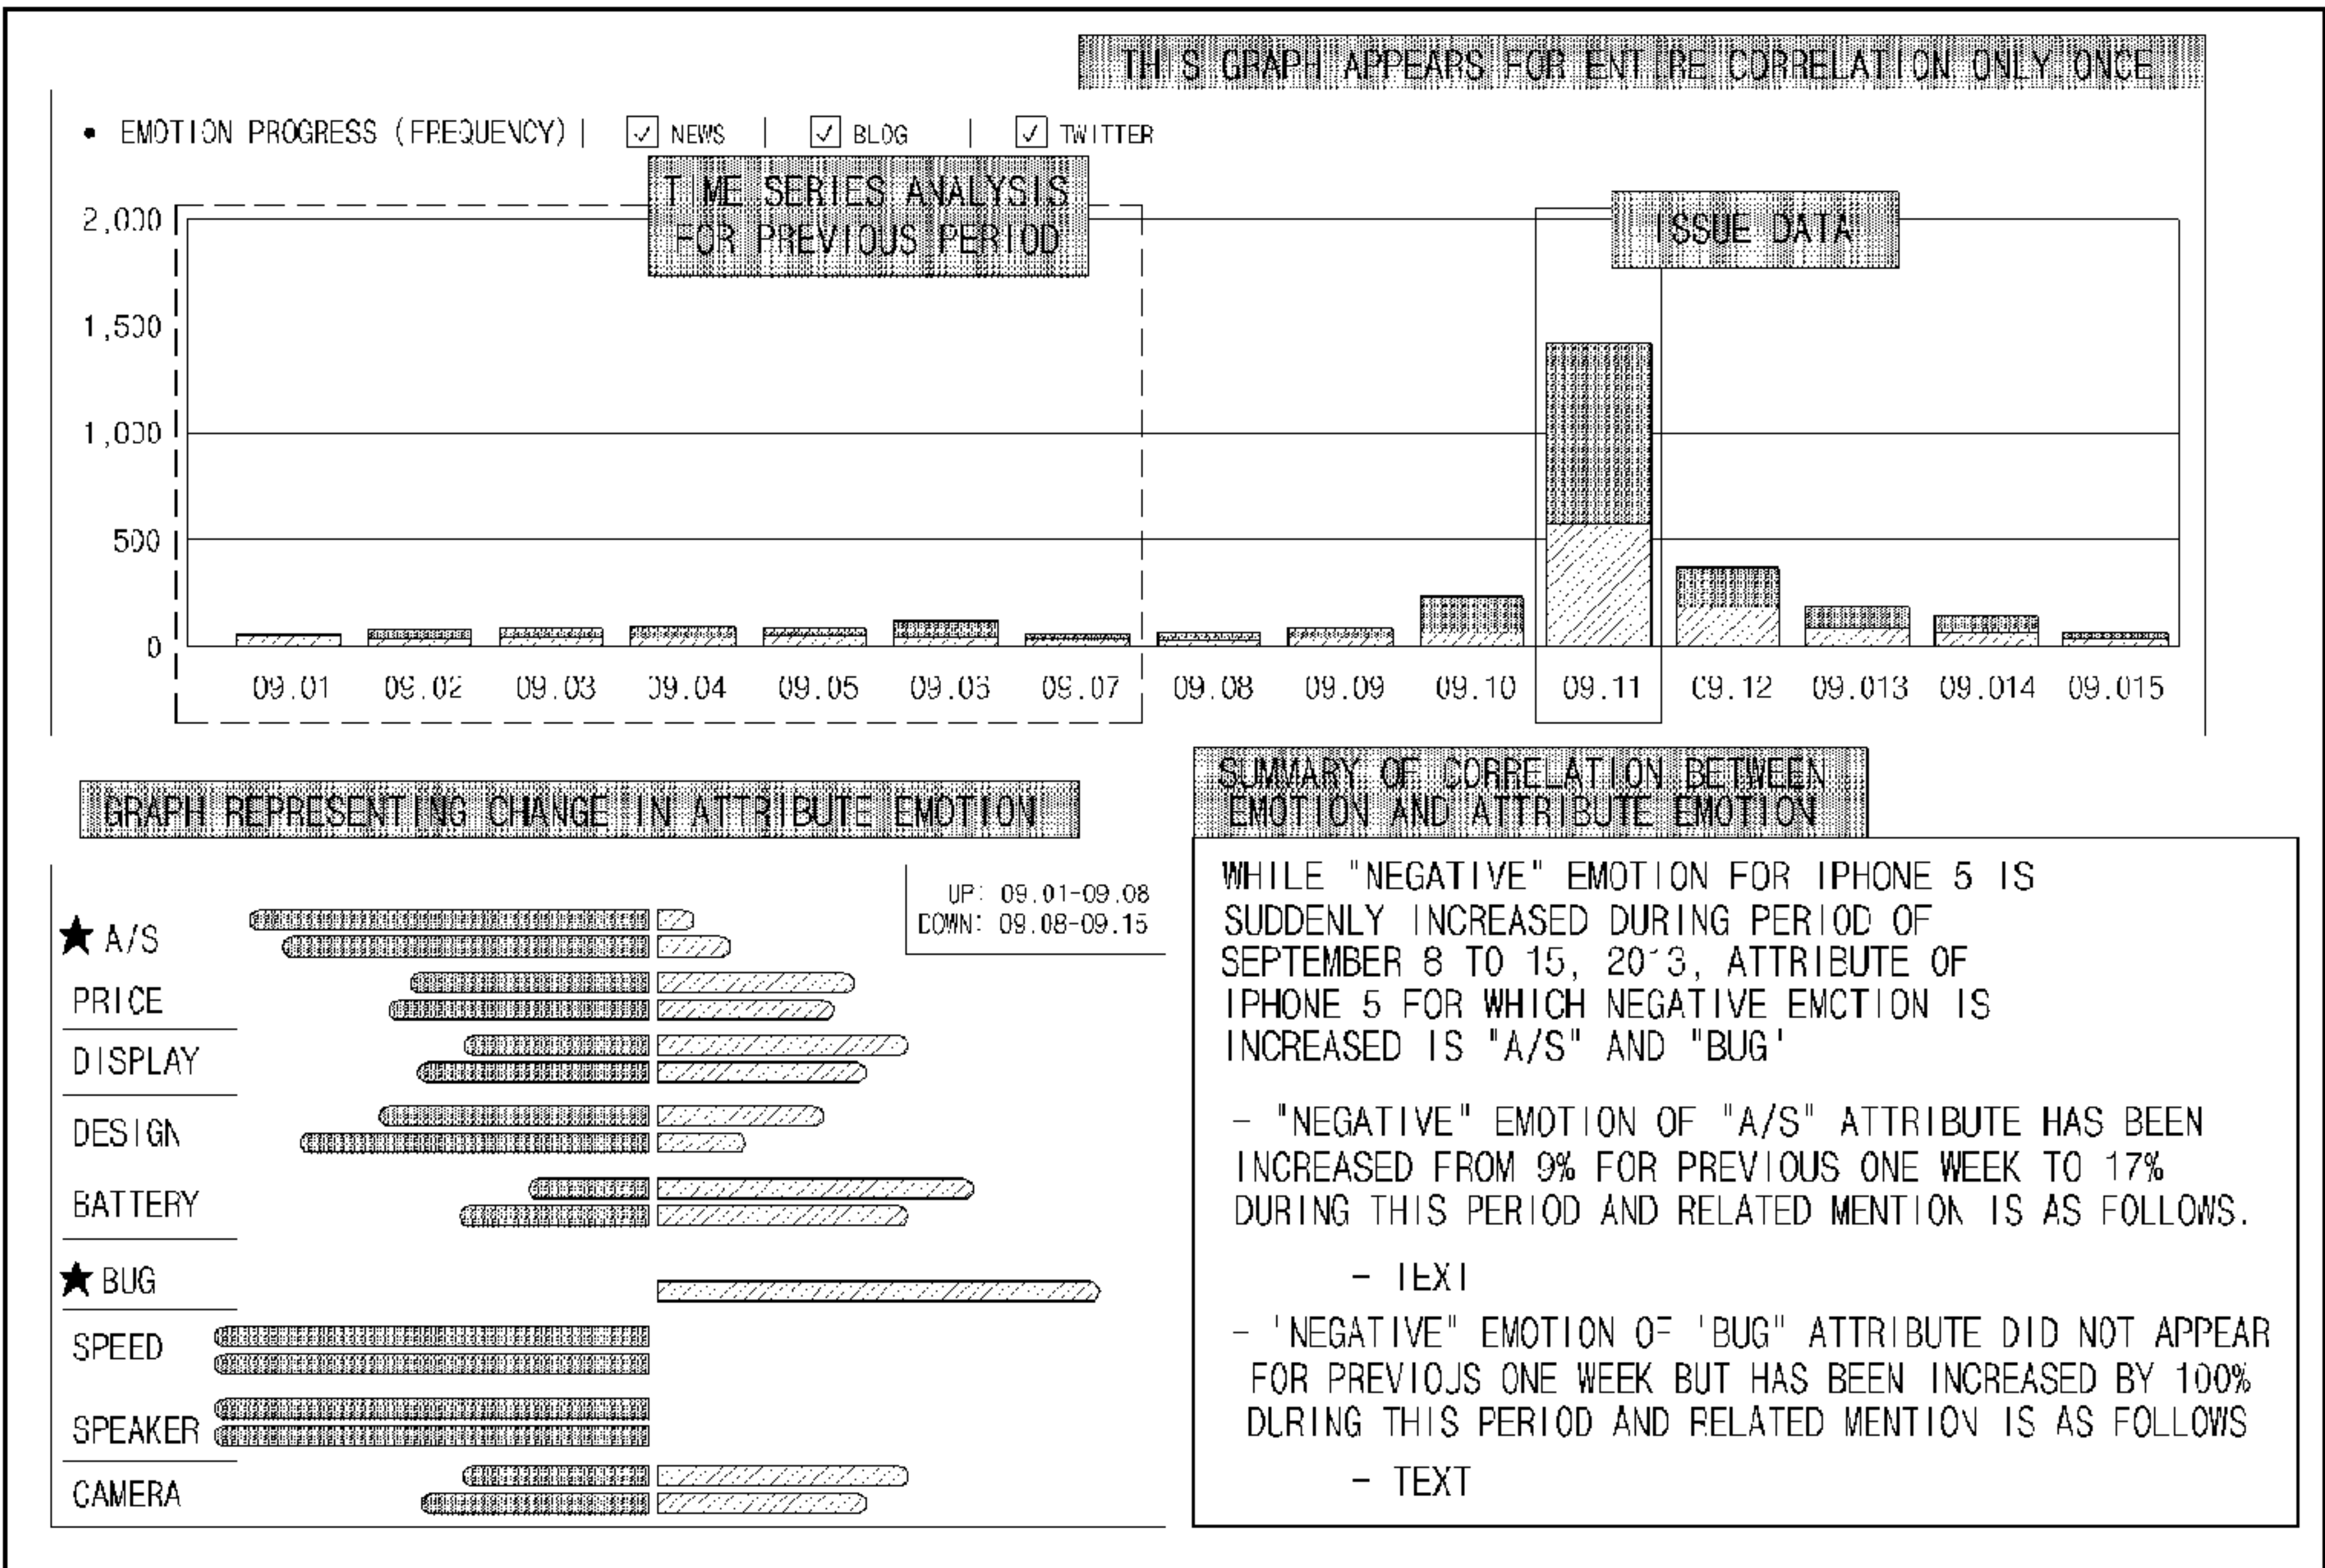 THIS GRAPH APPEARS FOR ENTIRE CORRELATION ONLY ONCE
• EMOTION PROGRESS (FREQUENCY) | ✓ NEWS | ✓ BLOG | ✓ TWITTER
TIME SERIES ANALYSIS
FOR PREVIOUS PERIOD
ISSUE DATA
2,000
1,500
1,000
500
0
09.01 09.02 09.03 09.04 09.05 09.06 09.07 09.08 09.09 09.10 09.11 09.12 09.013 09.014 09.015
GRAPH REPRESENTING CHANGE IN ATTRIBUTE EMOTION
UP: 09.01-09.08
DOWN: 09.08-09.15
★ A/S
PRICE
DISPLAY
DESIGN
BATTERY
★ BUG
SPEED
SPEAKER
CAMERA
SUMMARY OF CORRELATION BETWEEN
EMOTION AND ATTRIBUTE EMOTION
WHILE "NEGATIVE" EMOTION FOR IPHONE 5 IS
SUDDENLY INCREASED DURING PERIOD OF
SEPTEMBER 8 TO 15, 2013, ATTRIBUTE OF
IPHONE 5 FOR WHICH NEGATIVE EMOTION IS
INCREASED IS "A/S" AND "BUG"
- "NEGATIVE" EMOTION OF "A/S" ATTRIBUTE HAS BEEN
INCREASED FROM 9% FOR PREVIOUS ONE WEEK TO 17%
DURING THIS PERIOD AND RELATED MENTION IS AS FOLLOWS.
- TEXT
- "NEGATIVE" EMOTION OF "BUG" ATTRIBUTE DID NOT APPEAR
FOR PREVIOUS ONE WEEK BUT HAS BEEN INCREASED BY 100%
DURING THIS PERIOD AND RELATED MENTION IS AS FOLLOWS
- TEXT